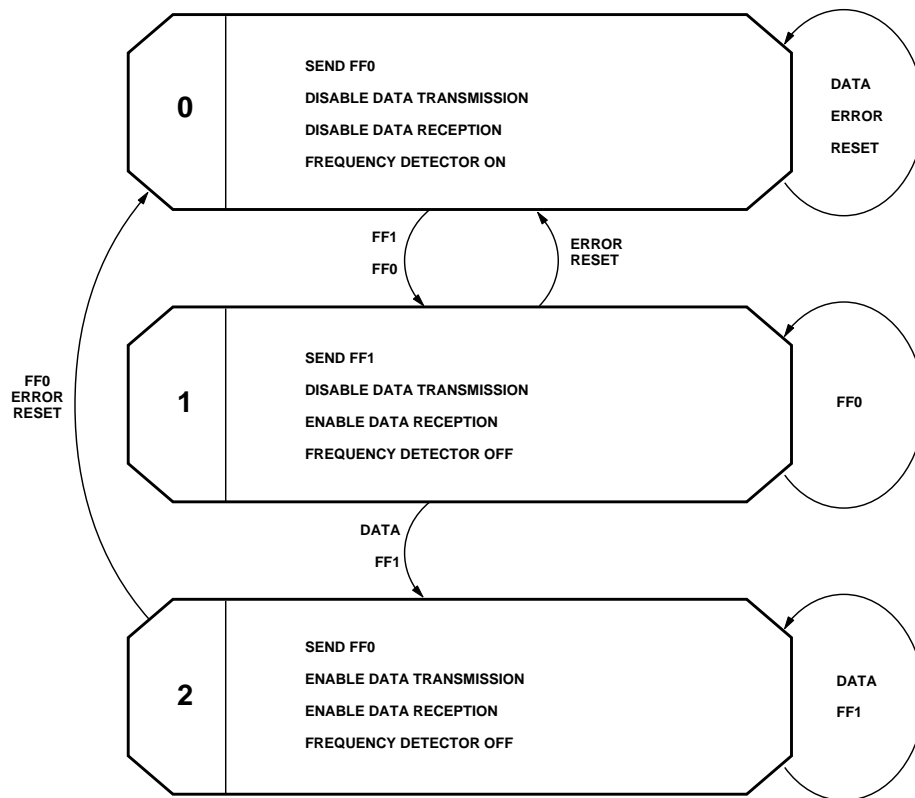 0
SEND FF0
DISABLE DATA TRANSMISSION
DISABLE DATA RECEPTION
FREQUENCY DETECTOR ON
DATA
ERROR
RESET
FF1
FF0
ERROR
RESET
FF0
ERROR
RESET
1
SEND FF1
DISABLE DATA TRANSMISSION
ENABLE DATA RECEPTION
FREQUENCY DETECTOR OFF
FF0
DATA
FF1
2
SEND FF0
ENABLE DATA TRANSMISSION
ENABLE DATA RECEPTION
FREQUENCY DETECTOR OFF
DATA
FF1